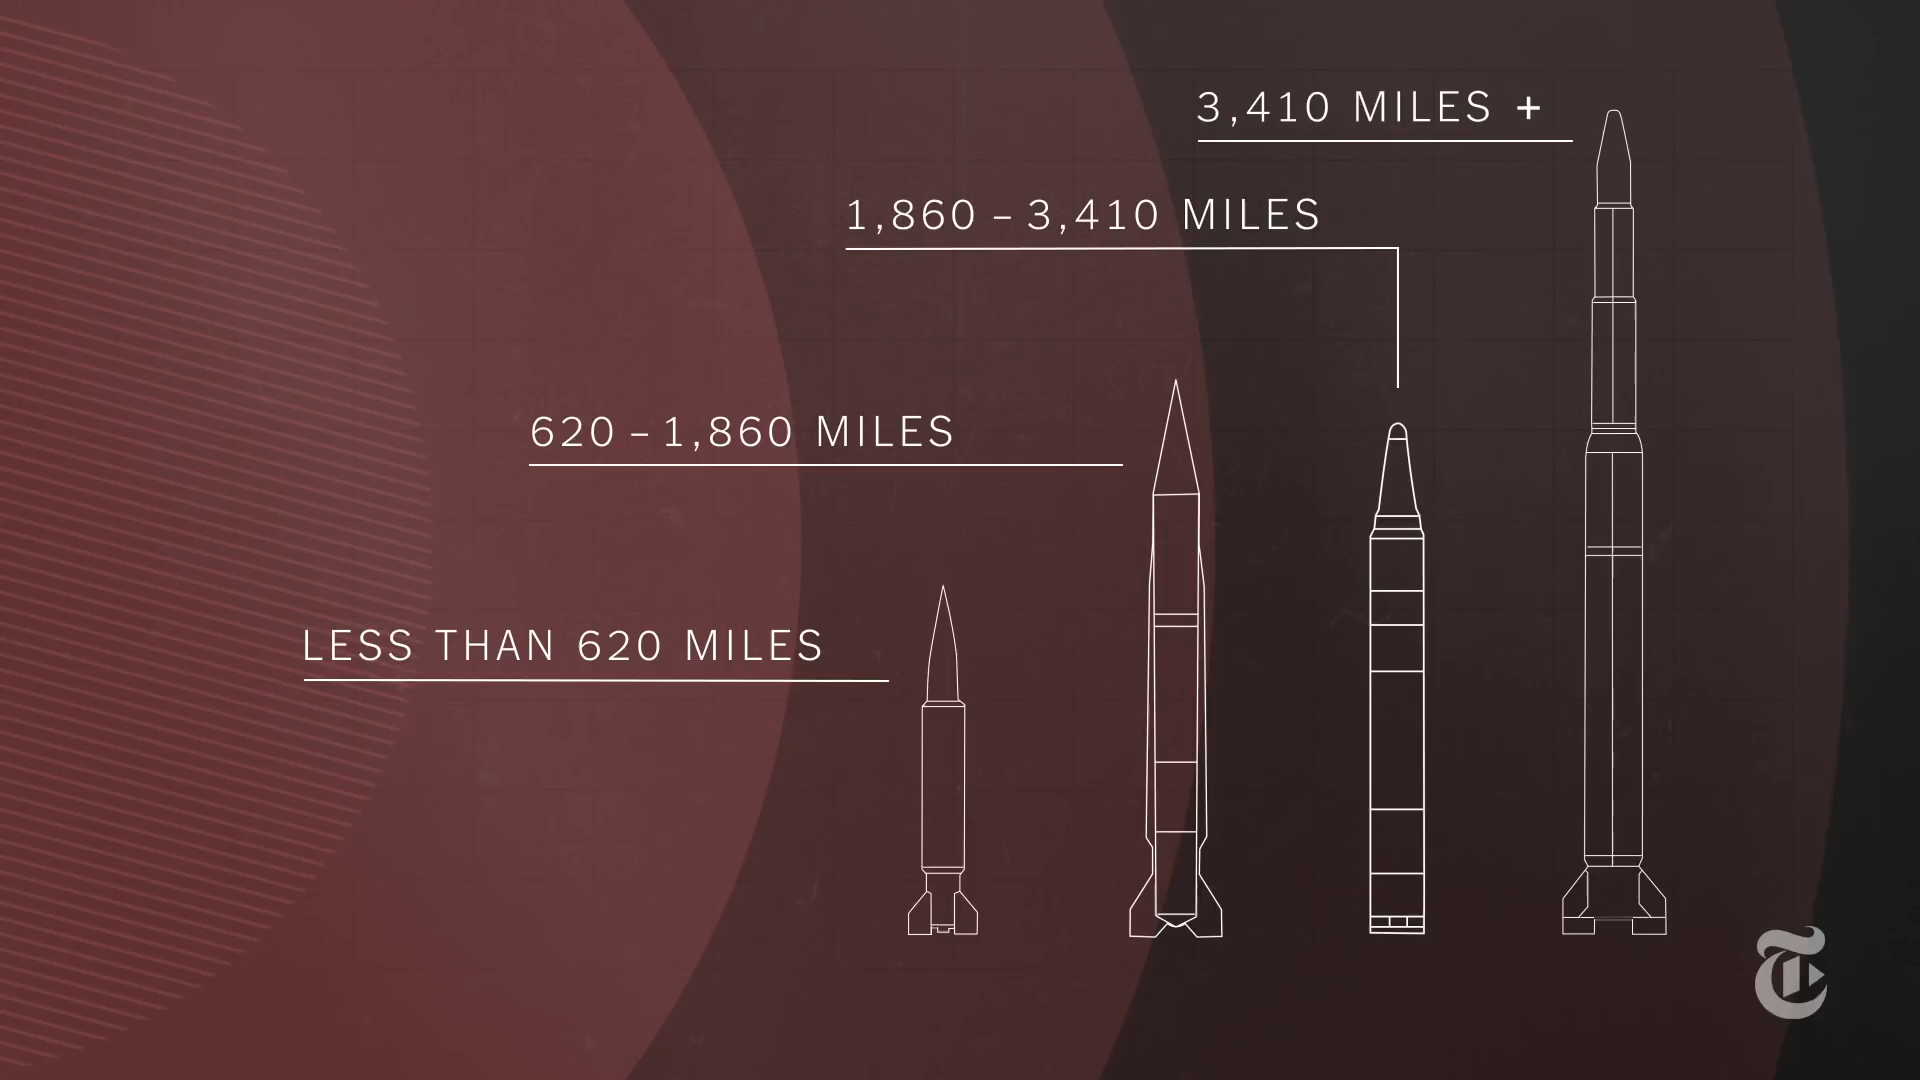 3,410 MILES +
1,860 – 3,410 MILES
620 – 1,860 MILES
LESS THAN 620 MILES
T